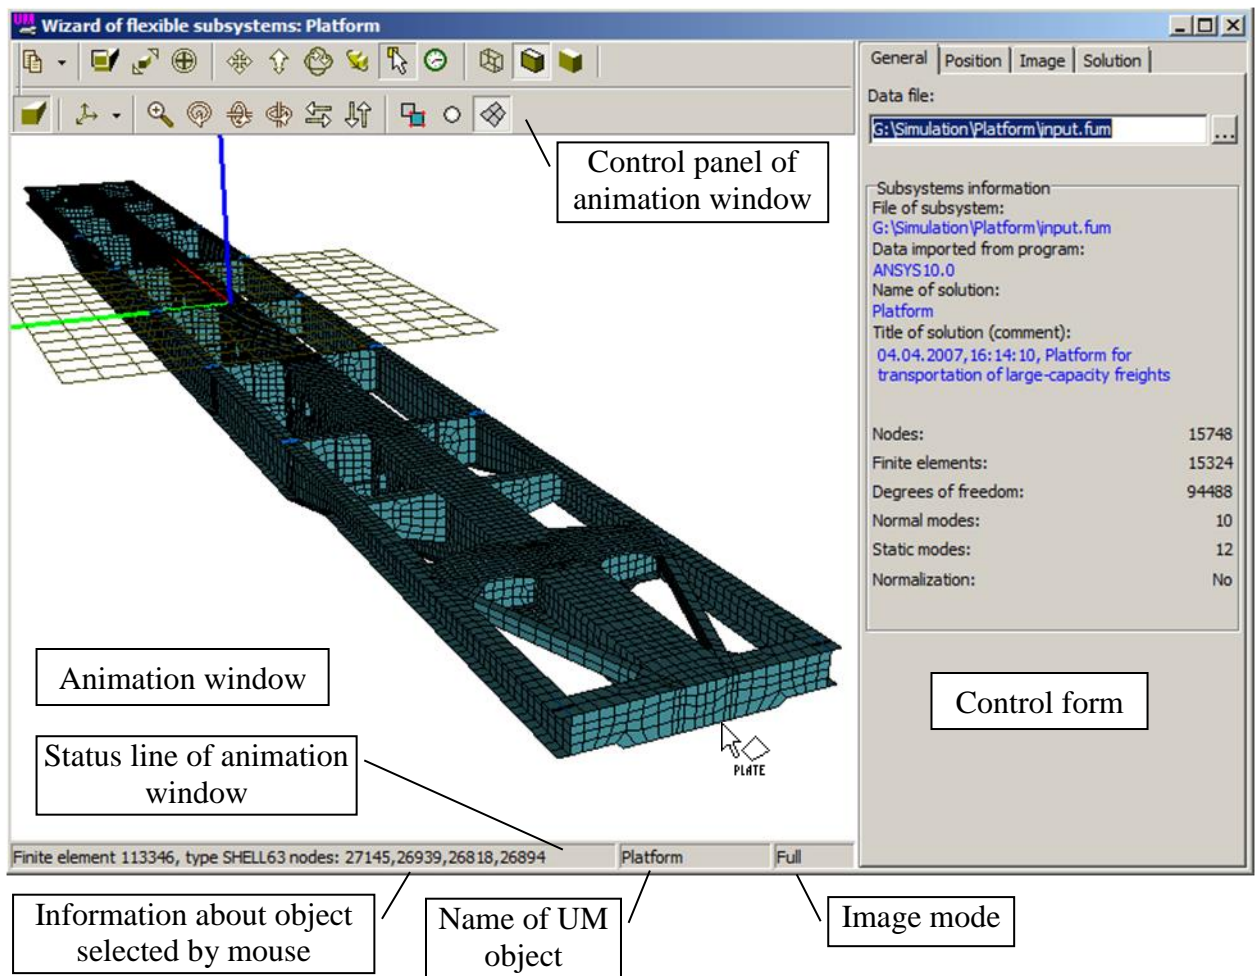 UM
Wizard of flexible subsystems: Platform
General
Position
Image
Solution
Data file:
G:\Simulation\Platform\input.fum
...
Control panel of
animation window
Subsystems information
File of subsystem:
G:\Simulation\Platform\input.fum
Data imported from program:
ANSYS10.0
Name of solution:
Platform
Title of solution (comment):
04.04.2007,16:14:10, Platform for
transportation of large-capacity freights
Nodes: 15748
Finite elements: 15324
Degrees of freedom: 94488
Normal modes: 10
Static modes: 12
Normalization: No
Animation window
Control form
Status line of animation
window
PLATE
Finite element 113346, type SHELL63 nodes: 27145,26939,26818,26894
Platform
Full
Information about object
selected by mouse
Name of UM
object
Image mode